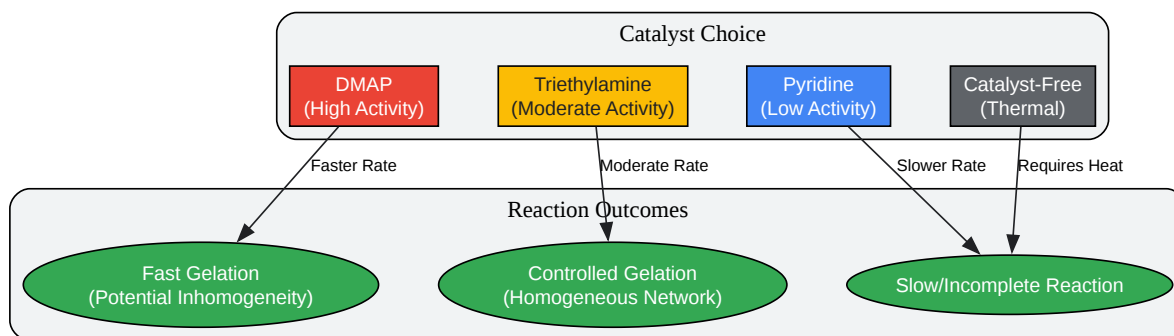 Catalyst Choice
DMAP
(High Activity)
Triethylamine
(Moderate Activity)
Pyridine
(Low Activity)
Catalyst-Free
(Thermal)
Faster Rate
Moderate Rate
Slower Rate
Requires Heat
Reaction Outcomes
Fast Gelation
(Potential Inhomogeneity)
Controlled Gelation
(Homogeneous Network)
Slow/Incomplete Reaction